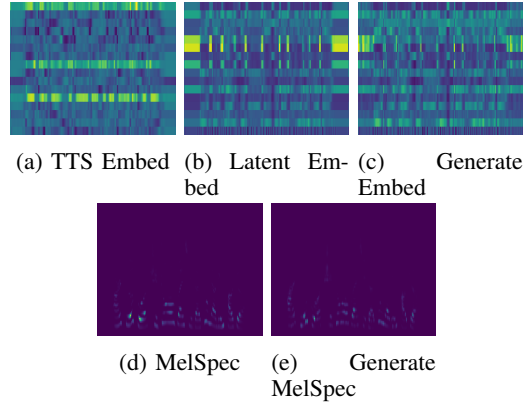 (a) TTS Embed
(b) Latent Em-
bed
(c) Generate
Embed
(d) MelSpec
(e) Generate
MelSpec